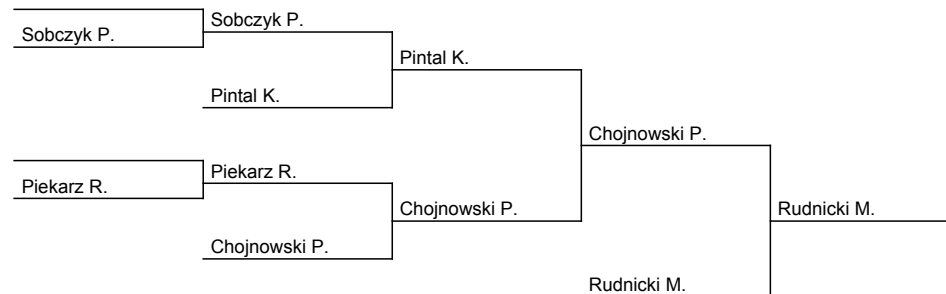 Sobczyk P.
Sobczyk P.
Pintal K.
Pintal K.
Chojnowski P.
Piekarz R.
Piekarz R.
Chojnowski P.
Rudnicki M.
Chojnowski P.
Rudnicki M.